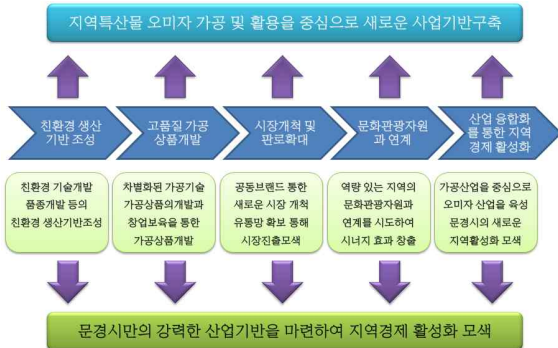 지역특산물 오미자 가공 및 활용을 중심으로 새로운 사업기반구축
친환경 생산
기반 조성
고품질 가공
상품개발
시장개척 및
판로확대
문화관광자원
과 연계
산업 융합화
를 통한 지역
경제 활성화
친환경 기술개발
품종개발 등의
친환경 생산기반조성
차별화된 가공기술
가공상품의개발과
창업보육을 통한
가공상품개발
공동브랜드 통한
새로운 시장 개척
유통망 확보 통해
시장진출모색
역량 있는 지역의
문화관광자원과
연계를 시도하여
시너지 효과 창출
가공산업을 중심으로
오미자 산업을 육성
문경시의 새로운
지역활성화 모색
문경시만의 강력한 산업기반을 마련하여 지역경제 활성화 모색